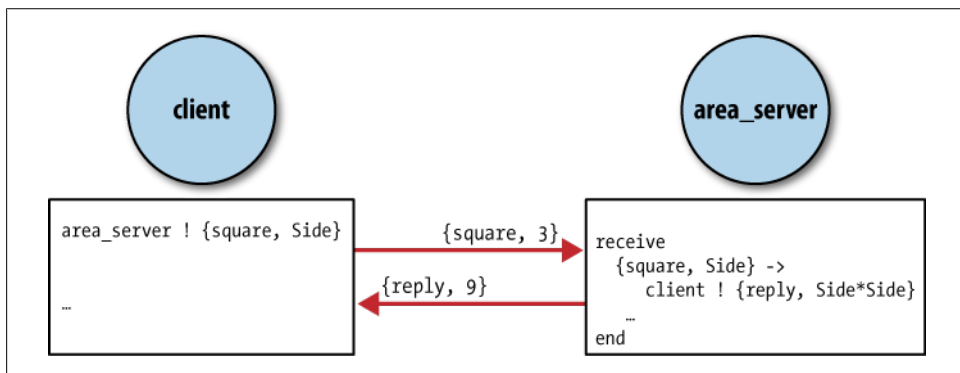 client
area_server
area_server ! {square, Side}
…
{square, 3}
{reply, 9}
receive
{square, Side} ->
client ! {reply, Side*Side}
…
end